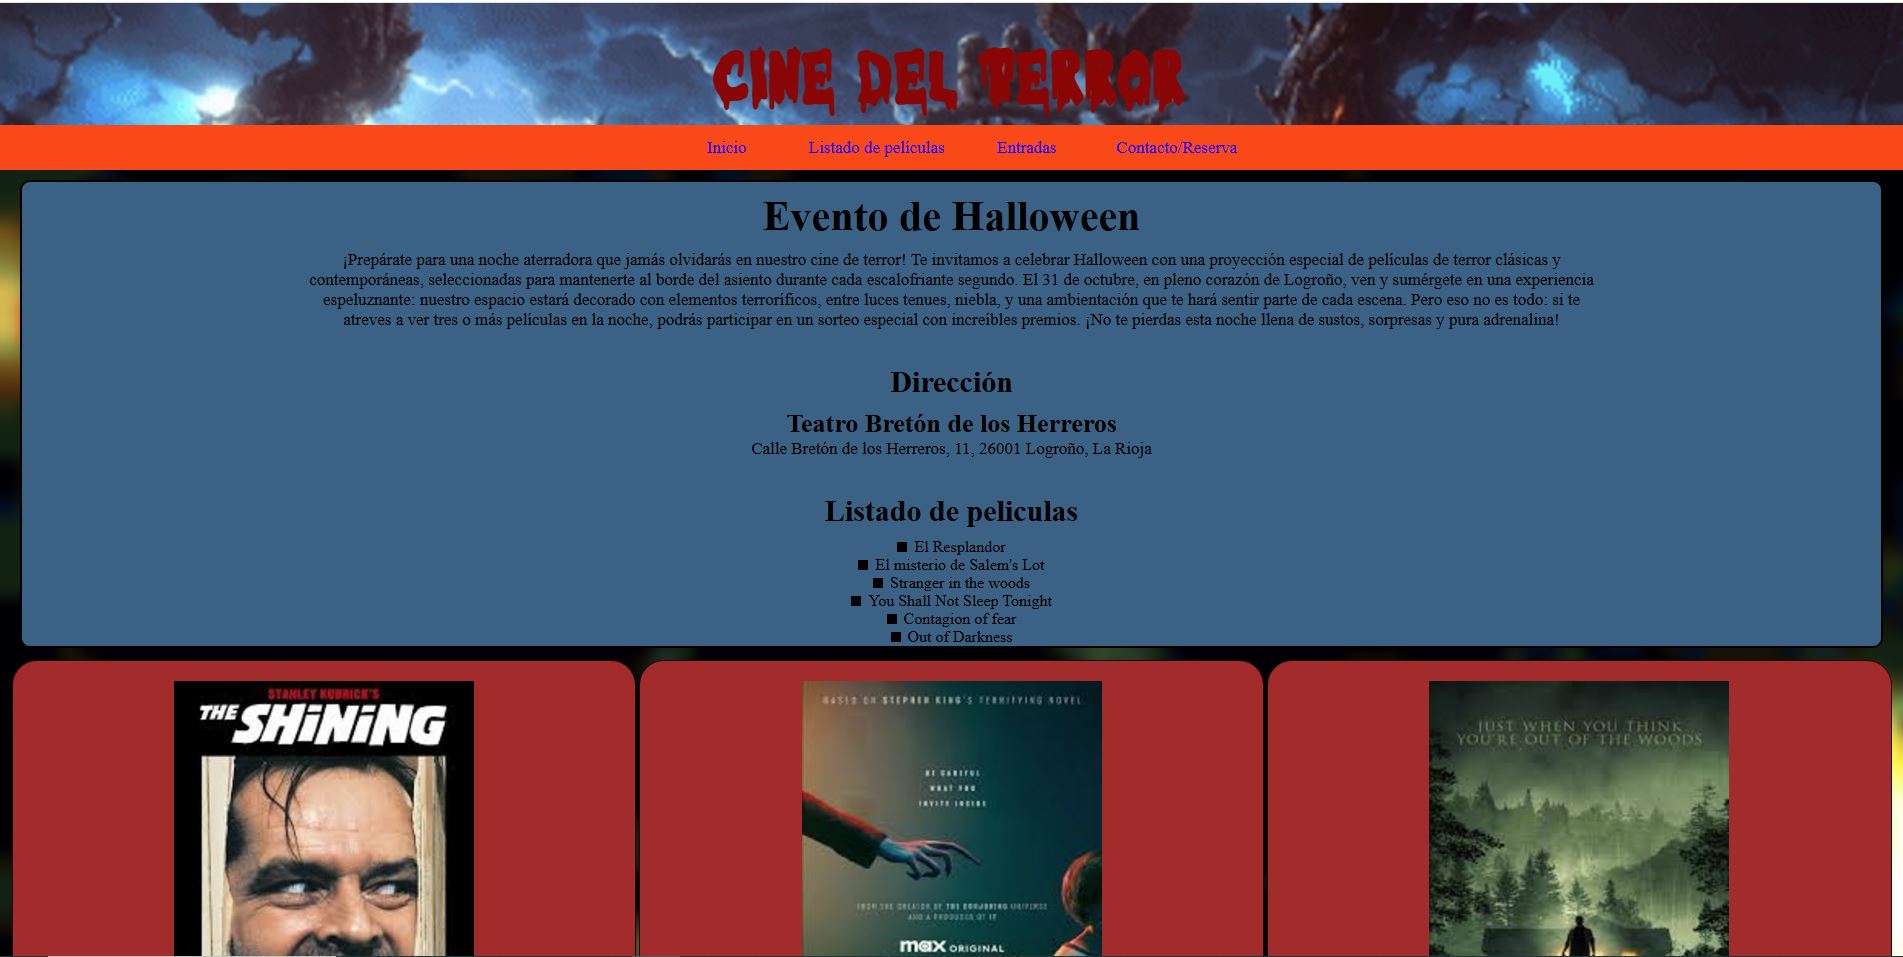 CINE DEL TERROR
Inicio Listado de películas Entradas Contacto/Reserva
Evento de Halloween
¡Prepárate para una noche aterradora que jamás olvidarás en nuestro cine de terror! Te invitamos a celebrar Halloween con una proyección especial de películas de terror clásicas y
contemporáneas, seleccionadas para mantenerte al borde del asiento durante cada escalofriante segundo. El 31 de octubre, en pleno corazón de Logroño, ven y sumérgete en una experiencia
espeluznante: nuestro espacio estará decorado con elementos terroríficos, entre luces tenues, niebla, y una ambientación que te hará sentir parte de cada escena. Pero eso no es todo: si te
atreves a ver tres o más películas en la noche, podrás participar en un sorteo especial con increíbles premios. ¡No te pierdas esta noche llena de sustos, sorpresas y pura adrenalina!
Dirección
Teatro Bretón de los Herreros
Calle Bretón de los Herreros, 11, 26001 Logroño, La Rioja
Listado de peliculas
El Resplandor
El misterio de Salem's Lot
Stranger in the woods
You Shall Not Sleep Tonight
Contagion of fear
Out of Darkness
STANLEY KUBRICK'S
THE SHiNiNG
BASED ON STEPHEN KING'S TERRIFYING NOVEL
BE CAREFUL
WHAT YOU
INVITE INSIDE
FROM THE CREATOR OF THE CONJURING UNIVERSE
AND A PRODUCER OF IT
max ORIGINAL
JUST WHEN YOU THINK
YOU'RE OUT OF THE WOODS